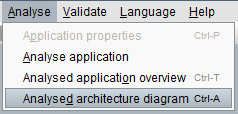 Analyse Validate Language Help
Application properties Ctrl-P
Analyse application
Analysed application overview Ctrl-T
Analysed architecture diagram Ctrl-A